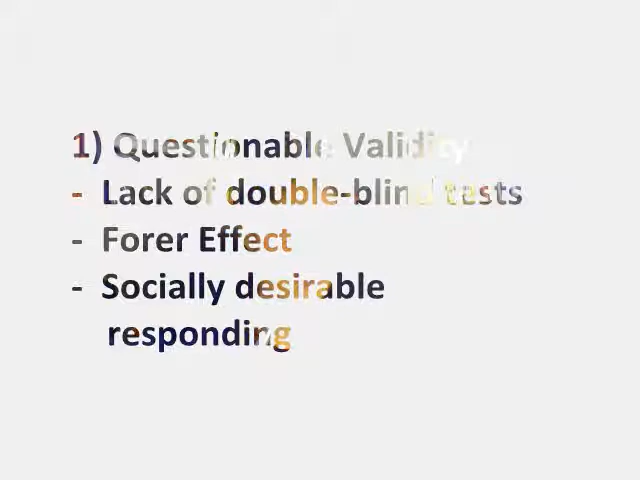 1) Questionable Validity
- Lack of double-blind tests
- Forer Effect
- Socially desirable
responding